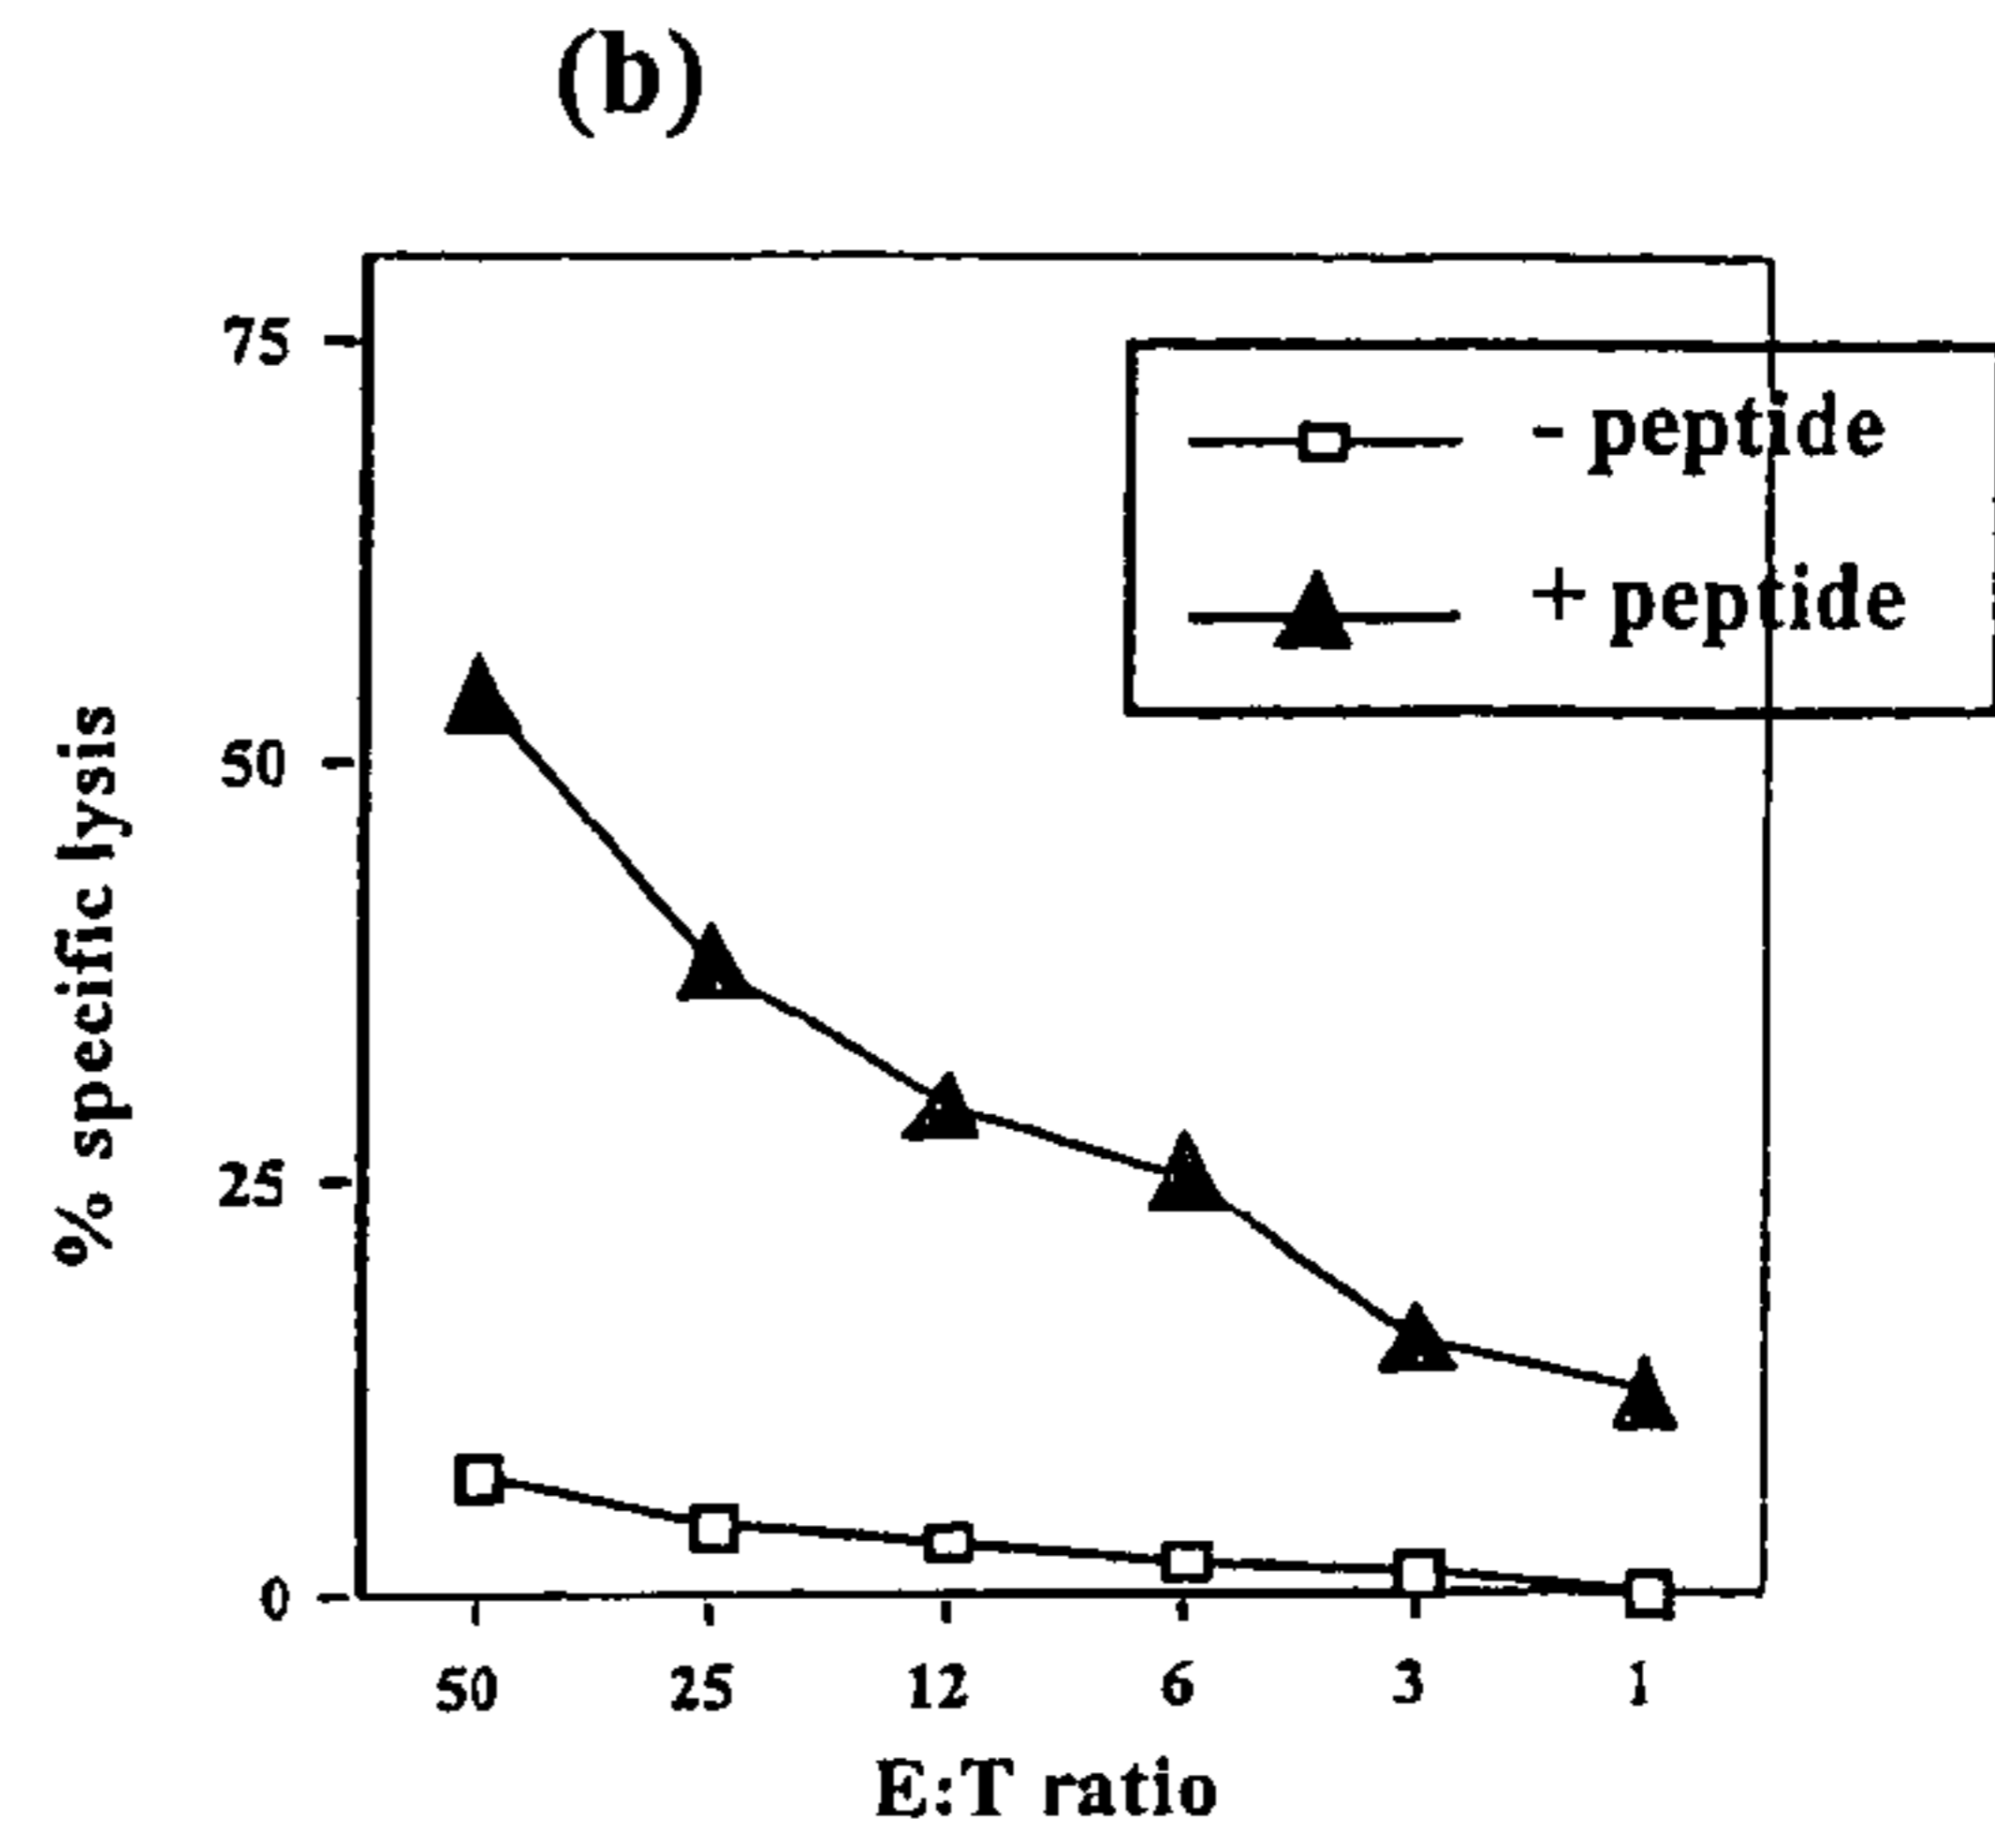 (b)
75
50
25
0
% specific lysis
- peptide
+ peptide
50 25 12 6 3 1
E:T ratio